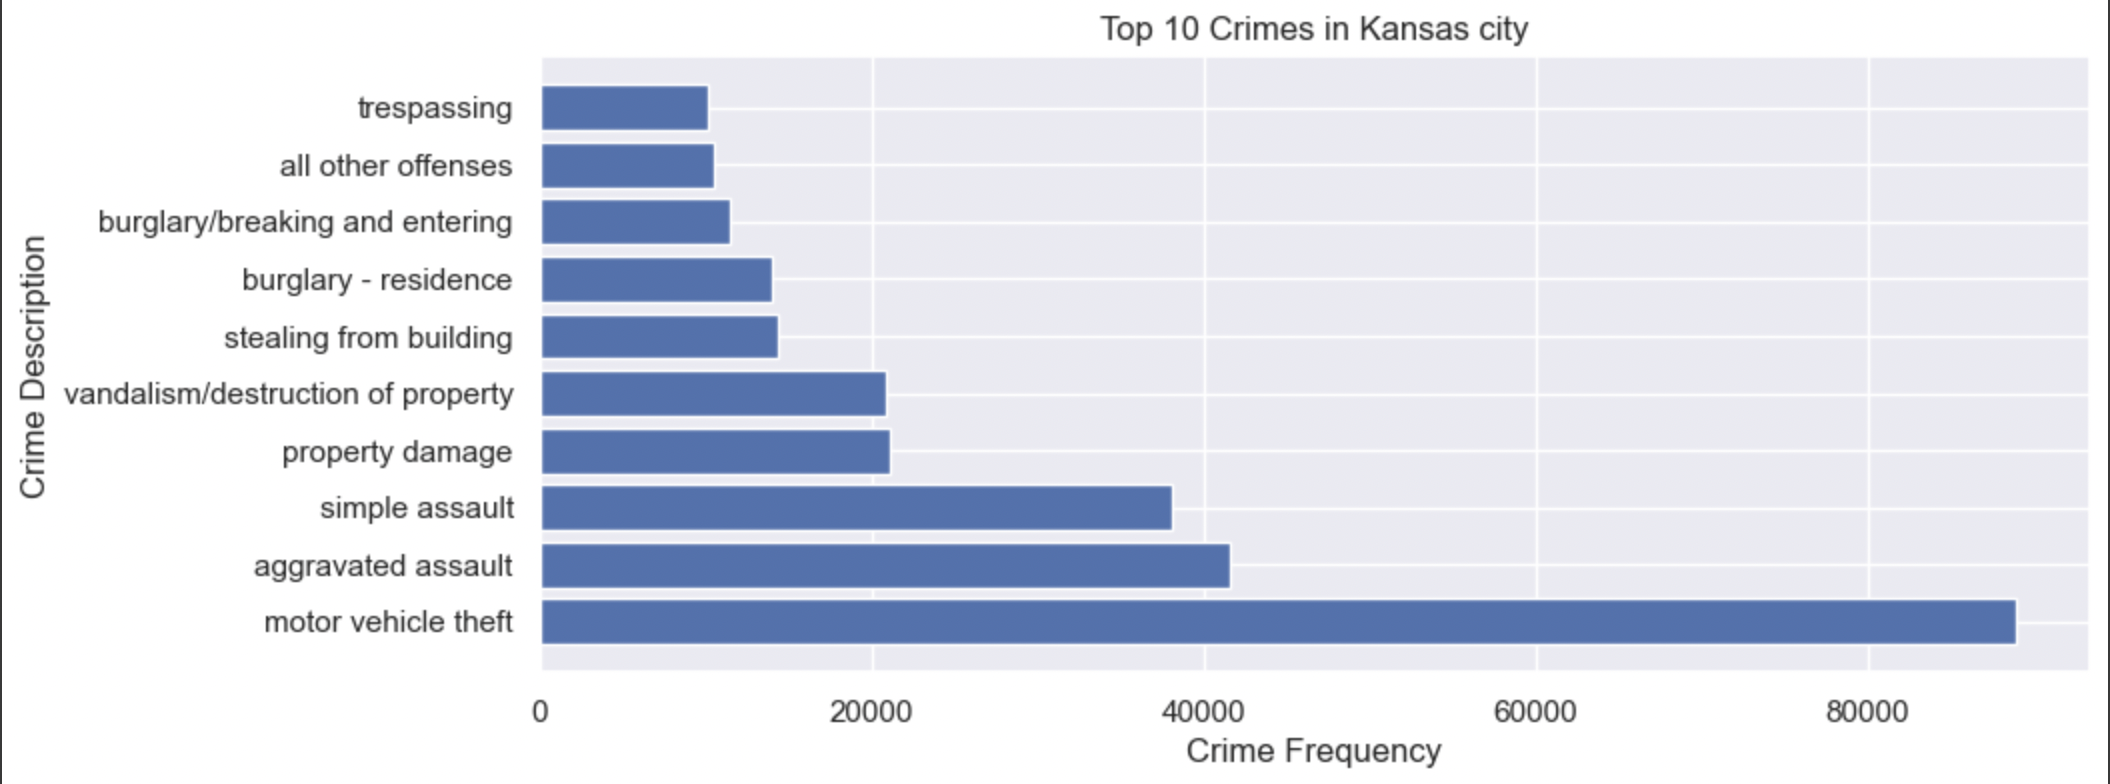 Top 10 Crimes in Kansas city
trespassing
all other offenses
burglary/breaking and entering
burglary - residence
stealing from building
vandalism/destruction of property
property damage
simple assault
aggravated assault
motor vehicle theft
Crime Description
0 20000 40000 60000 80000
Crime Frequency